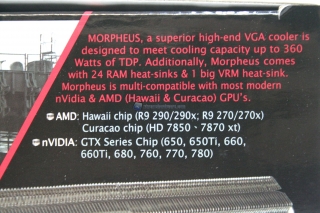 MORPHEUS, a superior high-end VGA cooler is
designed to meet cooling capacity up to 360
Watts of TDP. Additionally, Morpheus comes
with 24 RAM heat-sinks & 1 big VRM heat-sink.
Morpheus is multi-compatible with most modern
nVidia & AMD (Hawaii & Curacao) GPU's.
AMD: Hawaii chip (R9 290/290x; R9 270/270x)
Curacao chip (HD 7850 · 7870 xt)
nVIDIA: GTX Series Chip (650, 650Ti, 660,
660Ti, 680, 760, 770, 780)